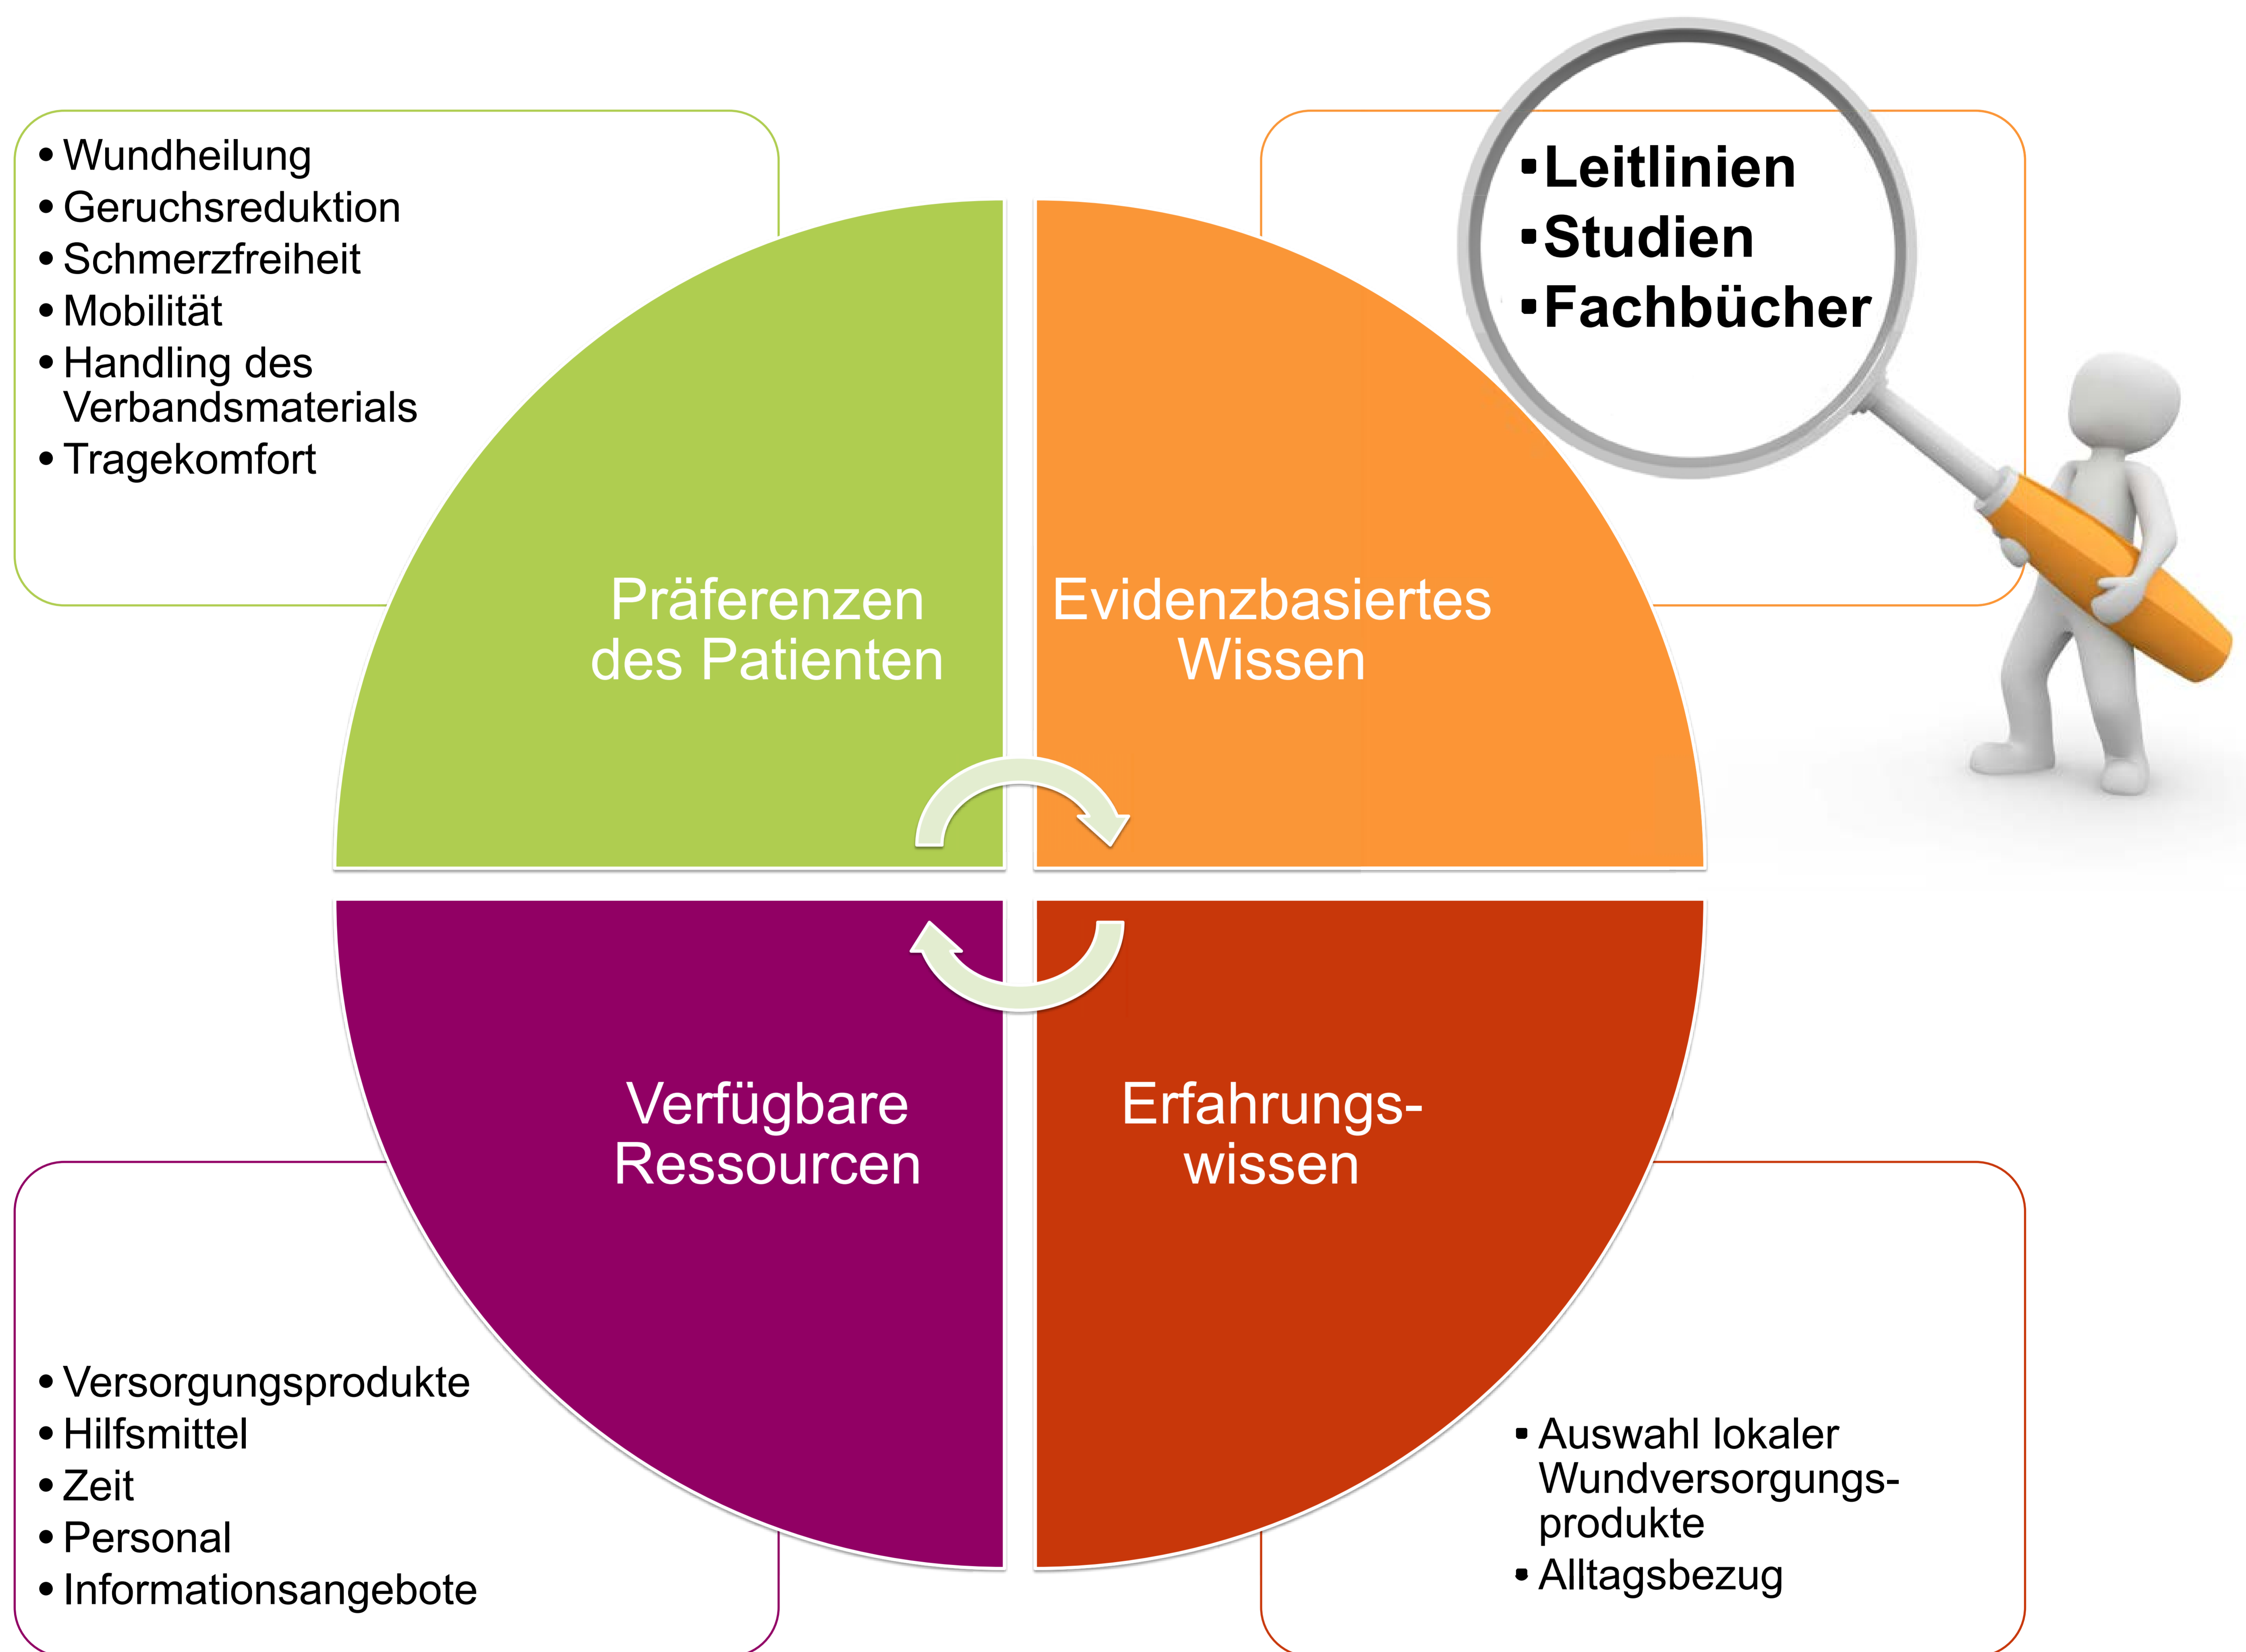 • Wundheilung
• Geruchsreduktion
• Schmerzfreiheit
• Mobilität
• Handling des
Verbandsmaterials
• Tragekomfort
▪ Leitlinien
▪ Studien
▪ Fachbücher
Präferenzen
des Patienten
Evidenzbasiertes
Wissen
Verfügbare
Ressourcen
Erfahrungs-
wissen
• Versorgungsprodukte
• Hilfsmittel
• Zeit
• Personal
• Informationsangebote
▪ Auswahl lokaler
Wundversorgungs-
produkte
▪ Alltagsbezug